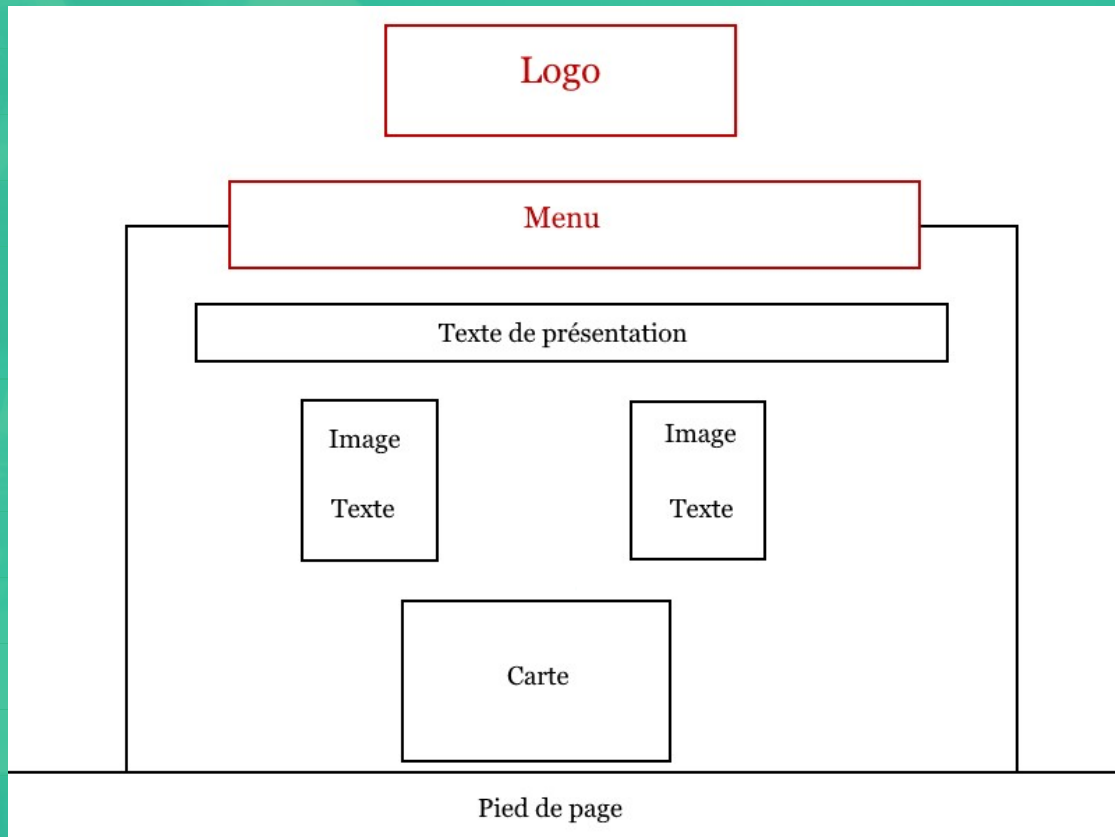 Logo
Menu
Texte de présentation
Image
Texte
Image
Texte
Carte
Pied de page